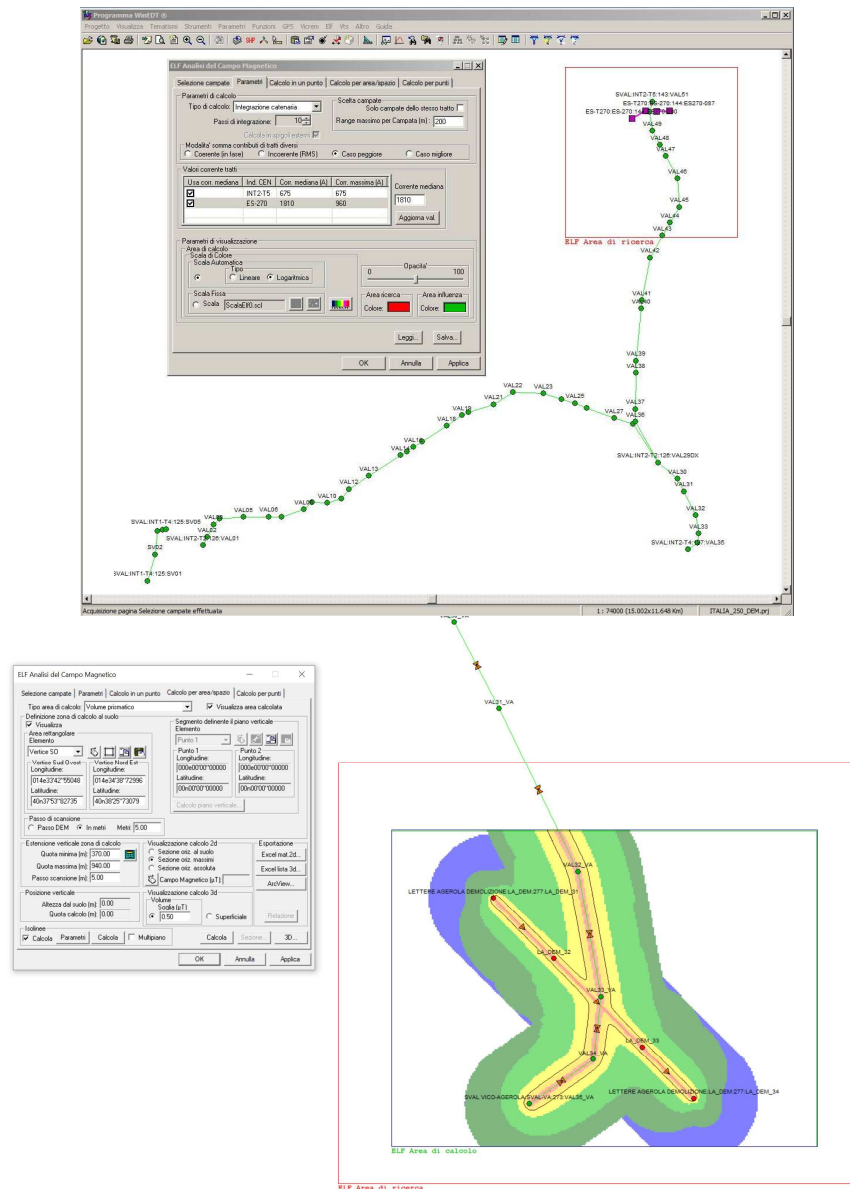 Programma WinEDT ®
Progetto Visualizza Tematismi Strumenti Parametri Funzioni GPS Vicrem Elf Vts Altro Guide
ELF Analisi del Campo Magnetico
Selezione campate Parametri Calcolo in un punto Calcolo per area/spazio Calcolo per punti
Parametri di calcolo
Tipo di calcolo: Integrazione catenaria
Passi di integrazione: 10
Calcola in spigoli esterni
Scelta campate
Solo campate dello stesso tratto
Range massimo per Campata (m): 200
Modalita' somma contributi di tratti diversi
Coerente (in fase) Incoerente (RMS) Caso peggiore Caso migliore
Valori corrente tratti
Usa corr. mediana Ind. CEN Corr. mediana (A) Corr. massima (A)
INT2-T5 675 675
ES-270 1810 960
Corrente mediana
1810
Aggiorna val.
Parametri di visualizzazione
Area di calcolo
Scala di Colore
Scala Automatica
Tipo
Lineare Logaritmica
Scala Fissa
Scala ScalaElf0.scl
Opacita'
0 100
Area ricerca
Colore:
Area influenza
Colore:
Leggi... Salva...
OK Annulla Applica
SVAL:INT2-T5:143:VAL51
VAL49
VAL48
VAL47
VAL46
VAL45
VAL44
VAL43
ELF Area di ricerca
VAL42
VAL41
VAL40
VAL39
VAL38
VAL37
VAL36
VAL27
VAL25
VAL23
VAL22
VAL21
VAL19
VAL18
VAL13
VAL12
VAL10
VAL06
VAL05
VAL02
SVAL:INT2-T2:126:VAL29DX
VAL30
VAL31
VAL32
VAL33
SVAL:INT1-T4:125:SV05
SV02
SVAL:INT1-T4:125:SV01
Acquisizione pagina Selezione campate effettuata
1 : 74000 (15.002x11.648 Km) ITALIA_250_DEM.prj
ELF Analisi del Campo Magnetico
Selezione campate Parametri Calcolo in un punto Calcolo per area/spazio Calcolo per punti
Tipo area di calcolo: Volume prismatico
Visualizza area calcolata
Definizione zona di calcolo al suolo
Visualizza
Area rettangolare
Elemento
Vertice SO
Vertice Sud Ovest
Longitudine:
014e33'42"55048
Latitudine:
40n37'53"82735
Vertice Nord Est
Longitudine:
014e34'38"72996
Latitudine:
40n38'25"73079
Segmento definente il piano verticale
Elemento
Punto 1
Punto 1
Longitudine:
000e00'00"00000
Latitudine:
00n00'00"00000
Punto 2
Longitudine:
000e00'00"00000
Latitudine:
00n00'00"00000
Calcolo piano verticale...
Passo di scansione
Passo DEM In metri Metri: 5.00
Estensione verticale zona di calcolo
Quota minima (m): 370.00
Quota massima (m): 940.00
Passo scansione (m): 5.00
Visualizzazione calcolo 2d
Sezione oriz. al suolo
Sezione oriz. massimi
Sezione oriz. assoluta
Campo Magnetico (µT)
Esportazione
Excel mat.2d...
Excel lista 3d...
ArcView...
Posizione verticale
Altezza dal suolo (m): 0.00
Quota calcolo (m): 0.00
Visualizzazione calcolo 3d
Volume
Soglia (µT)
0.50
Superficiale
Relazione
Isolinee
Calcola Parametri Calcola Multipiano
Calcola Sezione... 3D...
OK Annulla Applica
VAL31_VA
VAL32_VA
LETTERE AGEROLA DEMOLIZIONE:LA_DEM:277:LA_DEM_31
LA_DEM_32
VAL33_VA
LA_DEM_33
VAL34_VA
LETTERE AGEROLA DEMOLIZIONE:LA_DEM:277:LA_DEM_34
SVAL VICO-AGEROLA:SVAL-VA:273:VAL35_VA
ELF Area di calcolo
ELF Area di ricerca